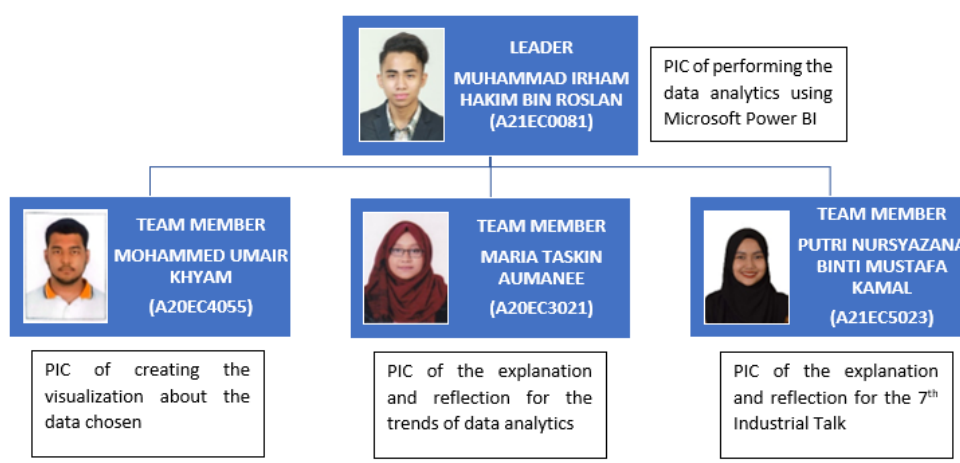 LEADER
MUHAMMAD IRHAM
HAKIM BIN ROSLAN
(A21EC0081)
PIC of performing the
data analytics using
Microsoft Power BI
TEAM MEMBER
MOHAMMED UMAIR
KHYAM
(A20EC4055)
TEAM MEMBER
MARIA TASKIN
AUMANEE
(A20EC3021)
TEAM MEMBER
PUTRI NURSYAZANA
BINTI MUSTAFA
KAMAL
(A21EC5023)
PIC of creating the
visualization about the
data chosen
PIC of the explanation
and reflection for the
trends of data analytics
PIC of the explanation
and reflection for the 7th
Industrial Talk